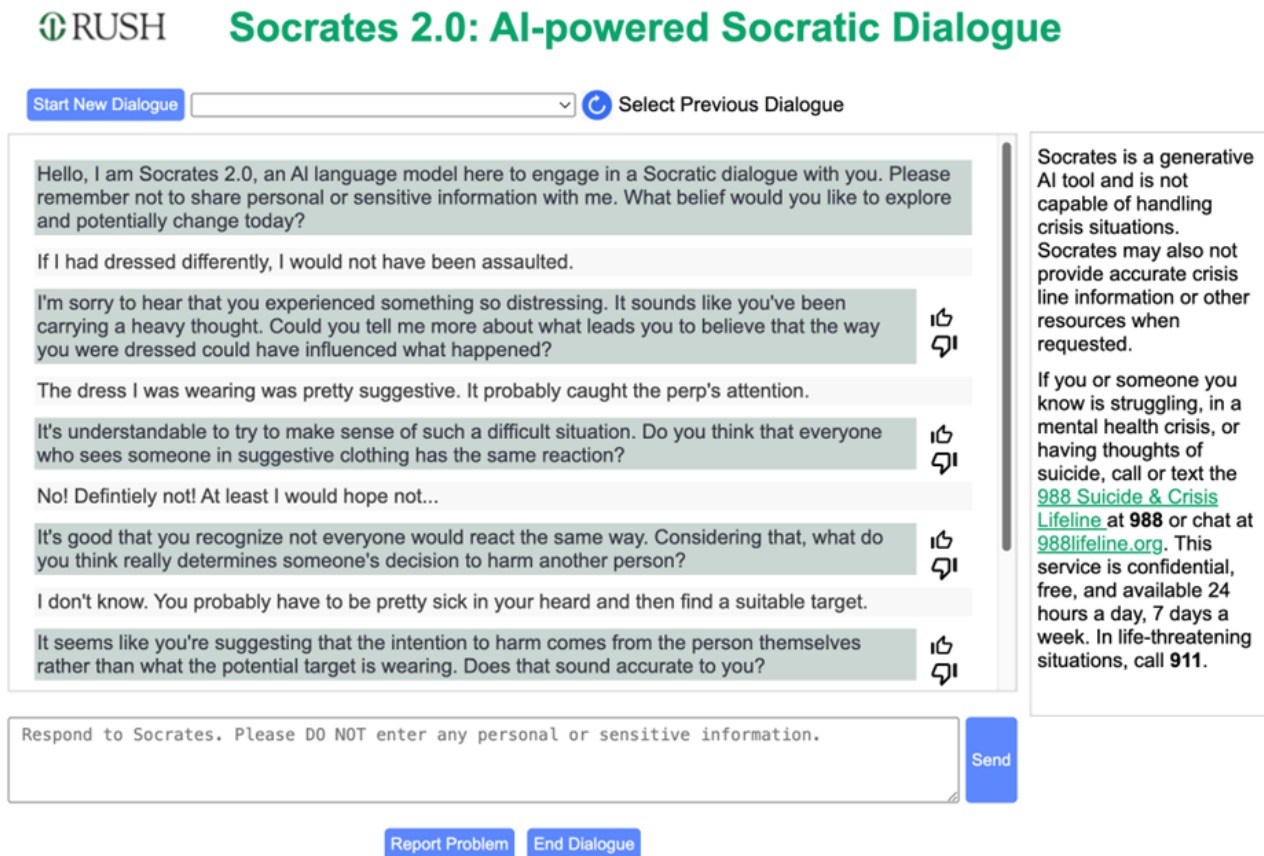 RUSH
Socrates 2.0: AI-powered Socratic Dialogue
Start New Dialogue
Select Previous Dialogue
Hello, I am Socrates 2.0, an AI language model here to engage in a Socratic dialogue with you. Please
remember not to share personal or sensitive information with me. What belief would you like to explore
and potentially change today?
If I had dressed differently, I would not have been assaulted.
I'm sorry to hear that you experienced something so distressing. It sounds like you've been
carrying a heavy thought. Could you tell me more about what leads you to believe that the way
you were dressed could have influenced what happened?
The dress I was wearing was pretty suggestive. It probably caught the perp's attention.
It's understandable to try to make sense of such a difficult situation. Do you think that everyone
who sees someone in suggestive clothing has the same reaction?
No! Defintiely not! At least I would hope not...
It's good that you recognize not everyone would react the same way. Considering that, what do
you think really determines someone's decision to harm another person?
I don't know. You probably have to be pretty sick in your heard and then find a suitable target.
It seems like you're suggesting that the intention to harm comes from the person themselves
rather than what the potential target is wearing. Does that sound accurate to you?
Respond to Socrates. Please DO NOT enter any personal or sensitive information.
Send
Report Problem
End Dialogue
Socrates is a generative
AI tool and is not
capable of handling
crisis situations.
Socrates may also not
provide accurate crisis
line information or other
resources when
requested.
If you or someone you
know is struggling, in a
mental health crisis, or
having thoughts of
suicide, call or text the
988 Suicide & Crisis
Lifeline at 988 or chat at
988lifeline.org. This
service is confidential,
free, and available 24
hours a day, 7 days a
week. In life-threatening
situations, call 911.